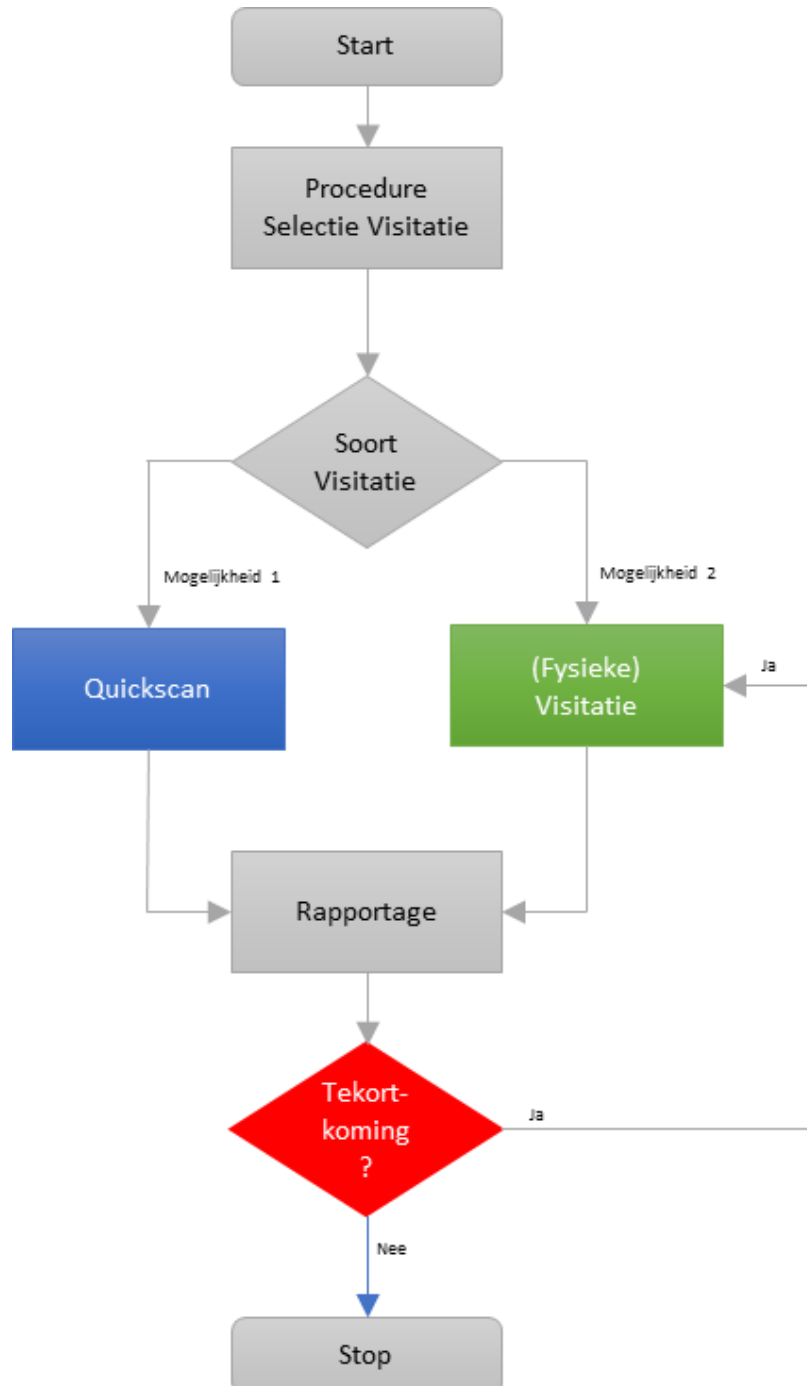 Start
Procedure
Selectie Visitatie
Soort
Visitatie
Mogelijkheid 1
Mogelijkheid 2
Quickscan
(Fysieke)
Visitatie
Ja
Rapportage
Tekort-
koming
?
Ja
Nee
Stop